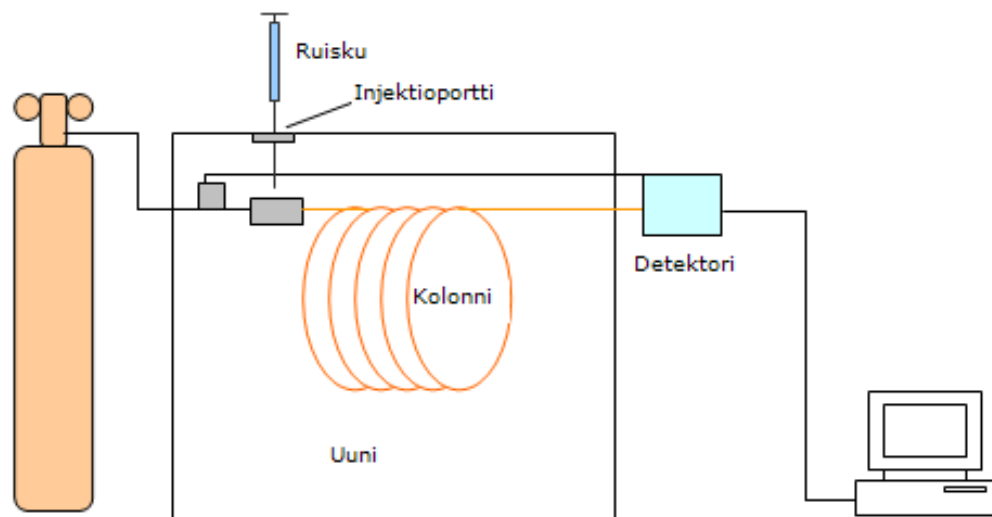 Ruisku
Injektioportti
Detektori
Kolonni
Uuni